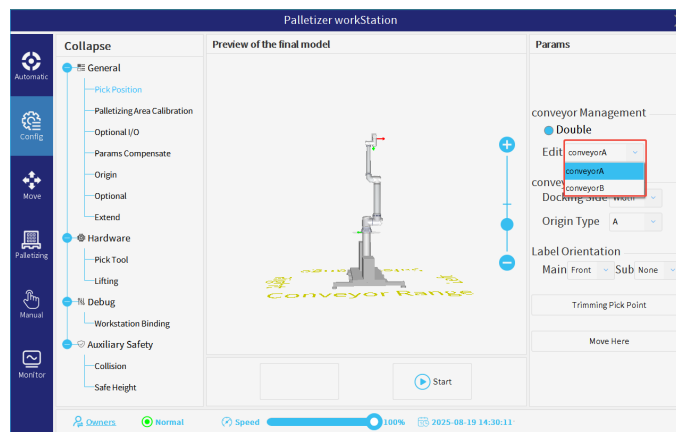 Palletizer workStation
Automatic
Config
Move
Palletizing
Manual
Monitor
Collapse
General
Pick Position
Palletizing Area Calibration
Optional I/O
Params Compensate
Origin
Optional
Extend
Hardware
Pick Tool
Lifting
Debug
Workstation Binding
Auxiliary Safety
Collision
Safe Height
Preview of the final model
Conveyor Range
Start
Params
conveyor Management
Double
Edit conveyorA
conveyorA
conveyorB
Docking Side Width
Origin Type A
Label Orientation
Main Front Sub None
Trimming Pick Point
Move Here
Owners Normal Speed 100% 2025-08-19 14:30:11